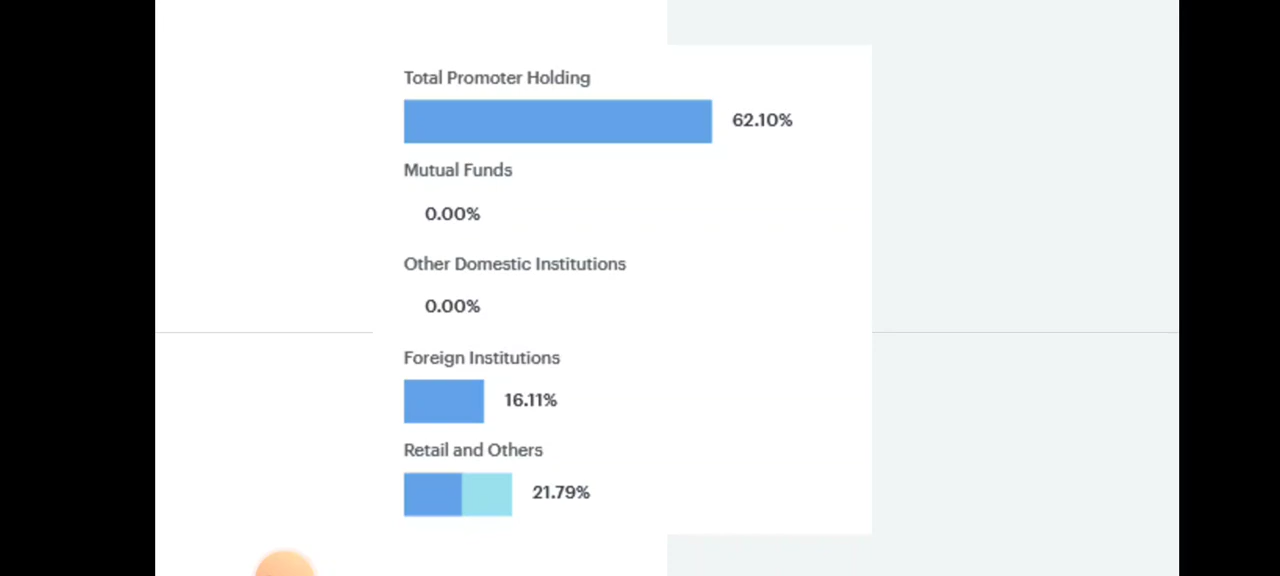 Total Promoter Holding
62.10%
Mutual Funds
0.00%
Other Domestic Institutions
0.00%
Foreign Institutions
16.11%
Retail and Others
21.79%